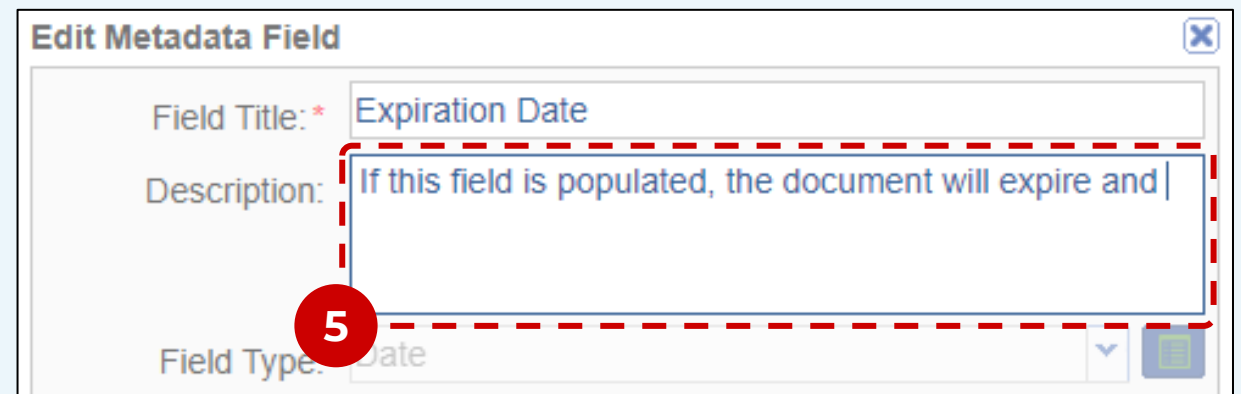 Edit Metadata Field
Field Title:* Expiration Date
Description: If this field is populated, the document will expire and
5
Field Type: Date